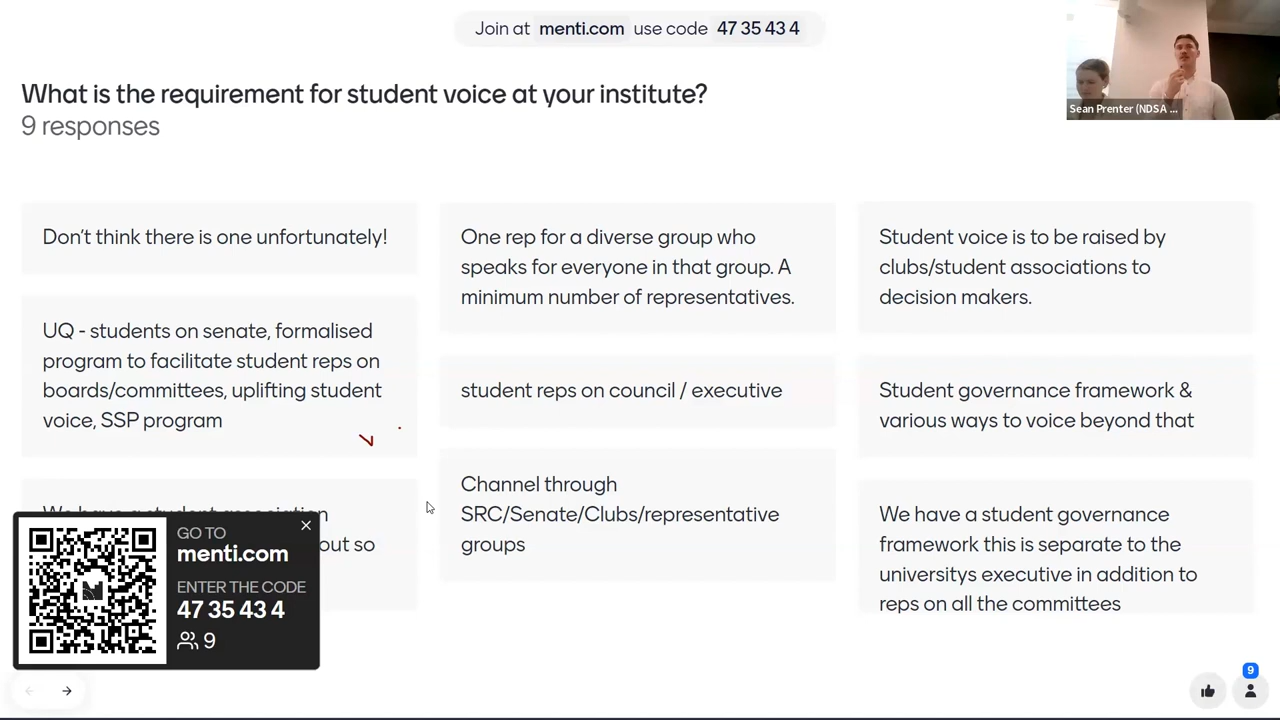 Join at menti.com use code 47 35 43 4
Sean Prenter (NDSA ...
What is the requirement for student voice at your institute?
9 responses
Don't think there is one unfortunately!
UQ - students on senate, formalised
program to facilitate student reps on
boards/committees, uplifting student
voice, SSP program
We have a student association
out so
One rep for a diverse group who
speaks for everyone in that group. A
minimum number of representatives.
student reps on council / executive
Channel through
SRC/Senate/Clubs/representative
groups
Student voice is to be raised by
clubs/student associations to
decision makers.
Student governance framework &
various ways to voice beyond that
We have a student governance
framework this is separate to the
universitys executive in addition to
reps on all the committees
GO TO
menti.com
ENTER THE CODE
47 35 43 4
9
9